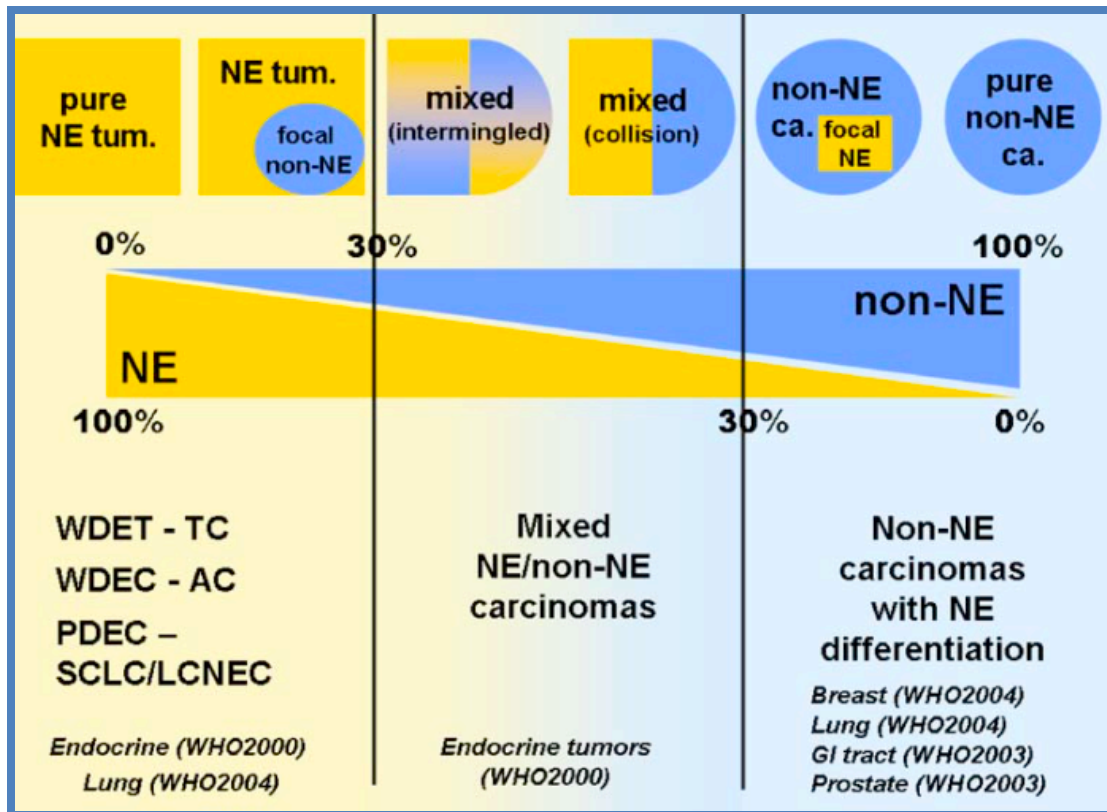 pure
NE tum.
NE tum.
focal
non-NE
mixed
(intermingled)
mixed
(collision)
non-NE
ca.
focal
NE
pure
non-NE
ca.
0%
30%
100%
non-NE
NE
100%
30%
0%
WDET - TC
WDEC - AC
PDEC –
SCLC/LCNEC
Endocrine (WHO2000)
Lung (WHO2004)
Mixed
NE/non-NE
carcinomas
Endocrine tumors
(WHO2000)
Non-NE
carcinomas
with NE
differentiation
Breast (WHO2004)
Lung (WHO2004)
GI tract (WHO2003)
Prostate (WHO2003)